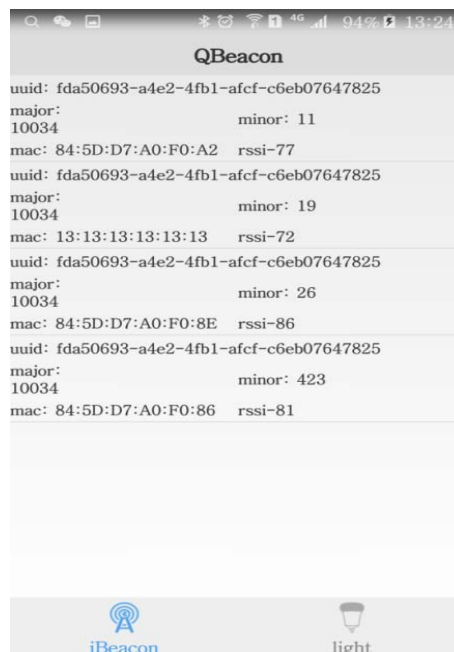 4G 1 94% 13:24
QBeacon
uuid: fda50693-a4e2-4fb1-afcf-c6eb07647825
major:
10034 minor: 11
mac: 84:5D:D7:A0:F0:A2 rssi-77
uuid: fda50693-a4e2-4fb1-afcf-c6eb07647825
major:
10034 minor: 19
mac: 13:13:13:13:13:13 rssi-72
uuid: fda50693-a4e2-4fb1-afcf-c6eb07647825
major:
10034 minor: 26
mac: 84:5D:D7:A0:F0:8E rssi-86
uuid: fda50693-a4e2-4fb1-afcf-c6eb07647825
major:
10034 minor: 423
mac: 84:5D:D7:A0:F0:86 rssi-81
iBeacon light